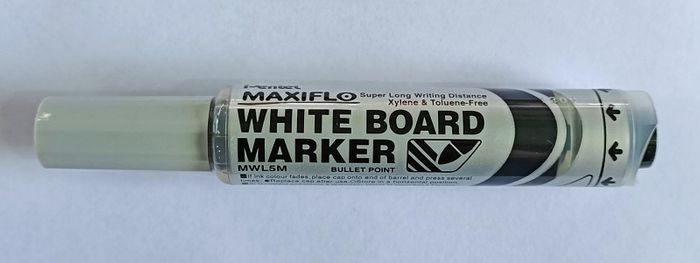 Pentel
MAXIFLO Super Long Writing Distance
Xylene & Toluene-Free
WHITE BOARD
MARKER
MWL5M BULLET POINT
■If ink colour fades, place cap onto end of barrel and press several
times. ●Replace cap after use. Store in a horizontal position.